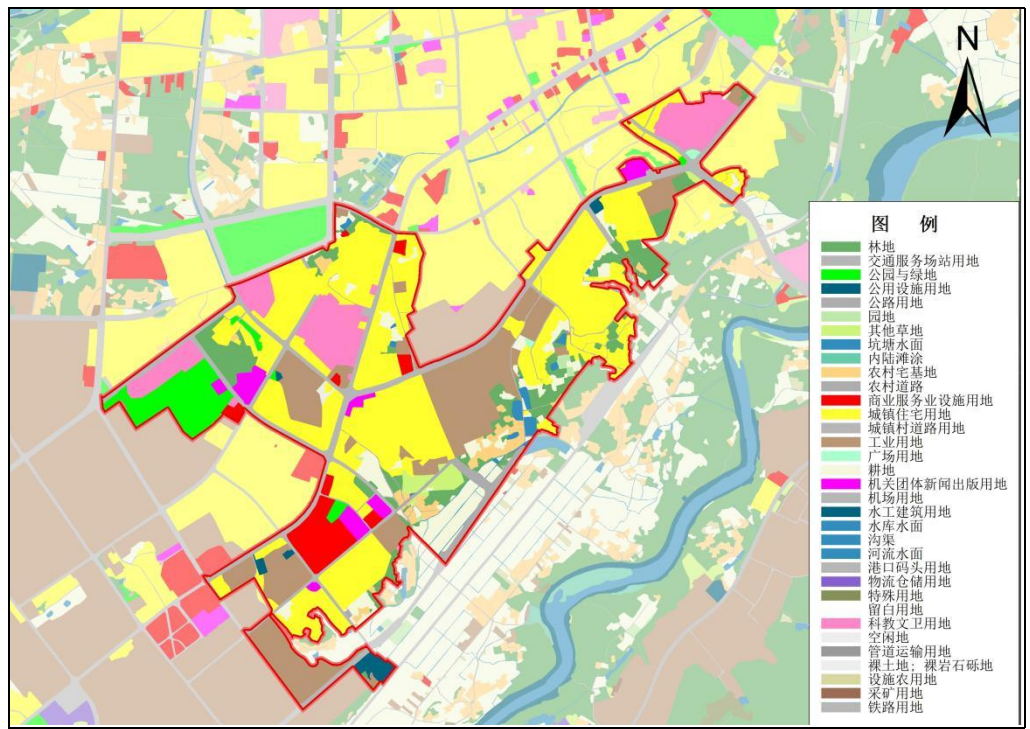 N
图 例
林地
交通服务场站用地
公园与绿地
公用设施用地
公路用地
园地
其他草地
坑塘水面
内陆滩涂
农村宅基地
农村道路
商业服务业设施用地
城镇住宅用地
城镇村道路用地
工业用地
广场用地
耕地
机关团体新闻出版用地
机场用地
水工建筑用地
水库水面
沟渠
河流水面
港口码头用地
物流仓储用地
特殊用地
留白用地
科教文卫用地
空闲地
管道运输用地
裸土地；裸岩石砾地
设施农用地
采矿用地
铁路用地